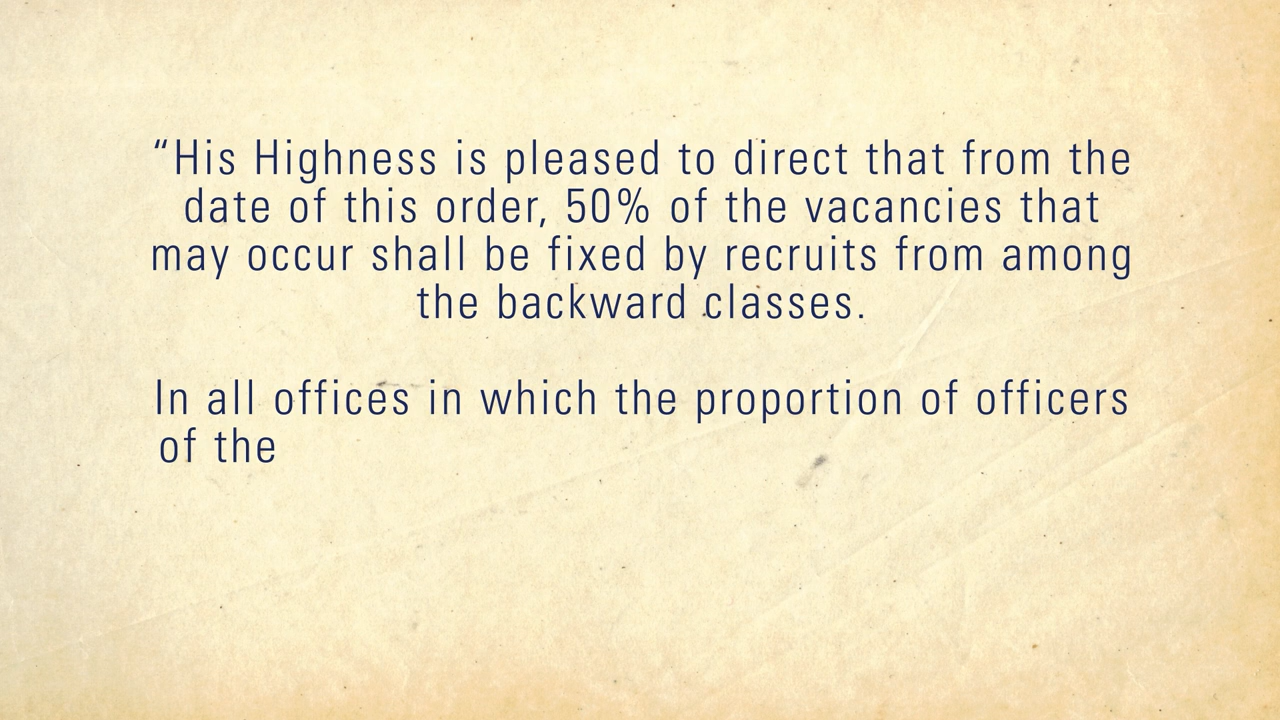 “His Highness is pleased to direct that from the
date of this order, 50% of the vacancies that
may occur shall be fixed by recruits from among
the backward classes.
In all offices in which the proportion of officers
of the